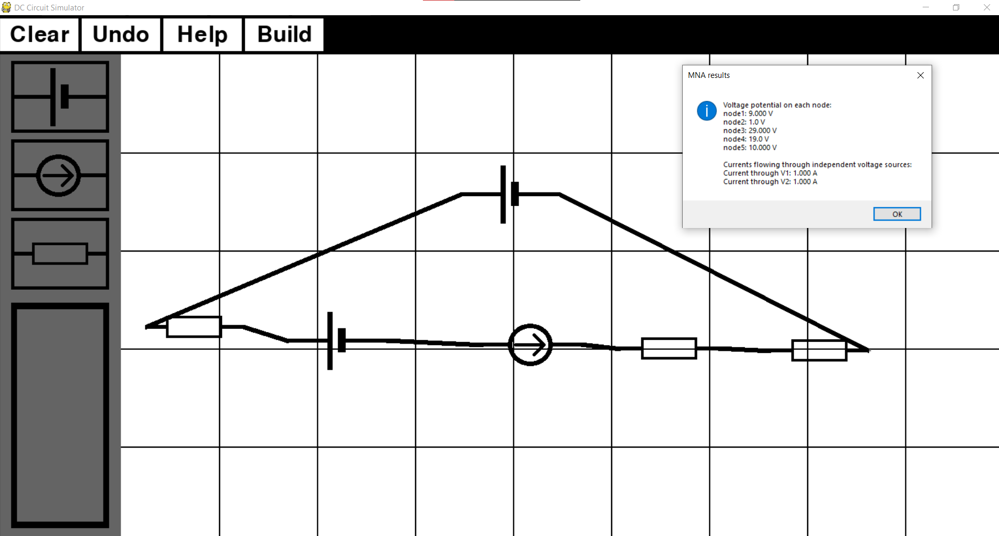 DC Circuit Simulator
Clear Undo Help Build
MNA results
Voltage potential on each node:
node1: 9.000 V
node2: 1.0 V
node3: 29.000 V
node4: 19.0 V
node5: 10.000 V
Currents flowing through independent voltage sources:
Current through V1: 1.000 A
Current through V2: 1.000 A
OK